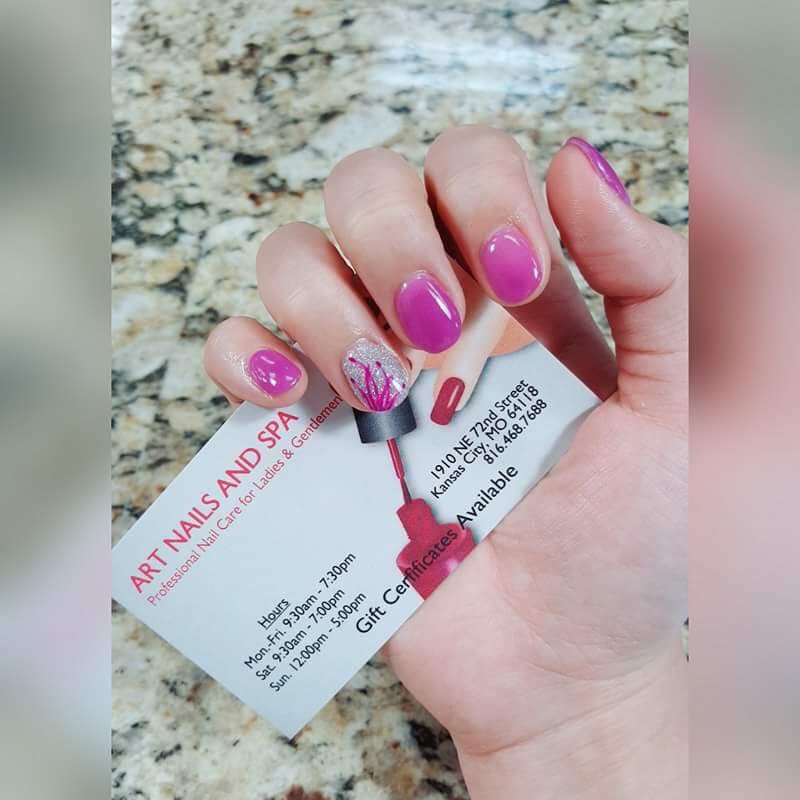 ART NAILS AND SPA
Professional Nail Care for Ladies & Gentlemen
1910 NE 72nd Street
Kansas City, MO 64118
816.468.7688
Hours
Mon.-Fri. 9:30am - 7:30pm
Sat. 9:30am - 7:00pm
Sun. 12:00pm - 5:00pm
Gift Certificates Available